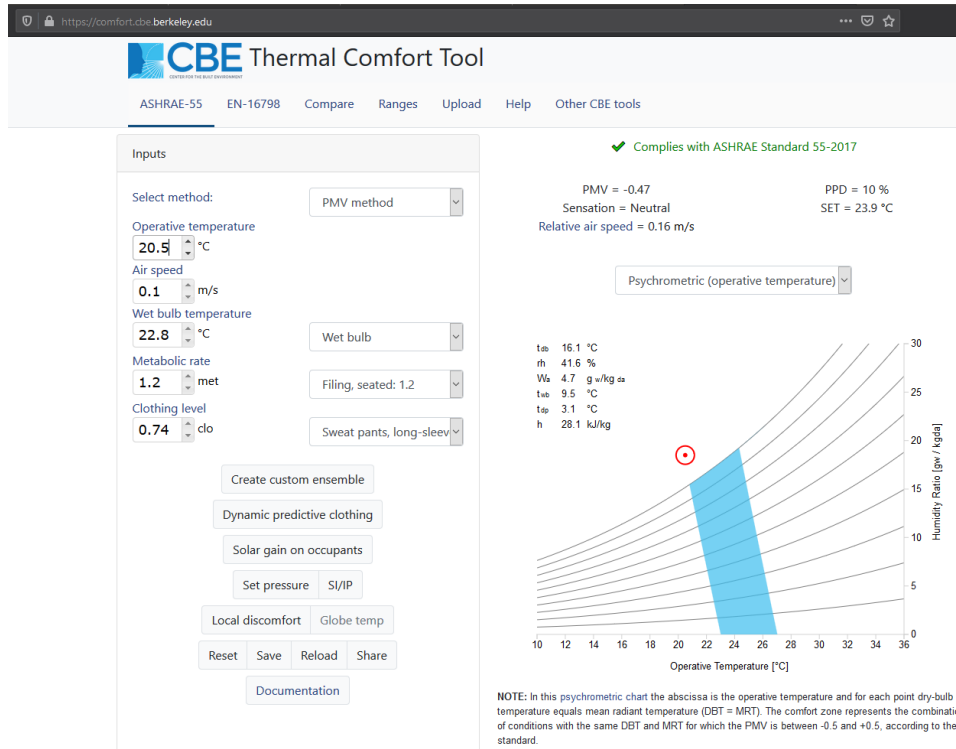 https://comfort.cbe.berkeley.edu
CBE Thermal Comfort Tool
CENTER FOR THE BUILT ENVIRONMENT
ASHRAE-55 EN-16798 Compare Ranges Upload Help Other CBE tools
Inputs
Select method: PMV method
Operative temperature
20.5 °C
Air speed
0.1 m/s
Wet bulb temperature
22.8 °C Wet bulb
Metabolic rate
1.2 met Filing, seated: 1.2
Clothing level
0.74 clo Sweat pants, long-sleev
Create custom ensemble
Dynamic predictive clothing
Solar gain on occupants
Set pressure SI/IP
Local discomfort Globe temp
Reset Save Reload Share
Documentation
Complies with ASHRAE Standard 55-2017
PMV = -0.47 PPD = 10 %
Sensation = Neutral SET = 23.9 °C
Relative air speed = 0.16 m/s
Psychrometric (operative temperature)
tdb 16.1 °C
rh 41.6 %
Wa 4.7 g w/kg da
twb 9.5 °C
tdp 3.1 °C
h 28.1 kJ/kg
30
25
20
15
10
5
0
Humidity Ratio [gw / kgda]
10 12 14 16 18 20 22 24 26 28 30 32 34 36
Operative Temperature [°C]
NOTE: In this psychrometric chart the abscissa is the operative temperature and for each point dry-bulb
temperature equals mean radiant temperature (DBT = MRT). The comfort zone represents the combinati
of conditions with the same DBT and MRT for which the PMV is between -0.5 and +0.5, according to the
standard.